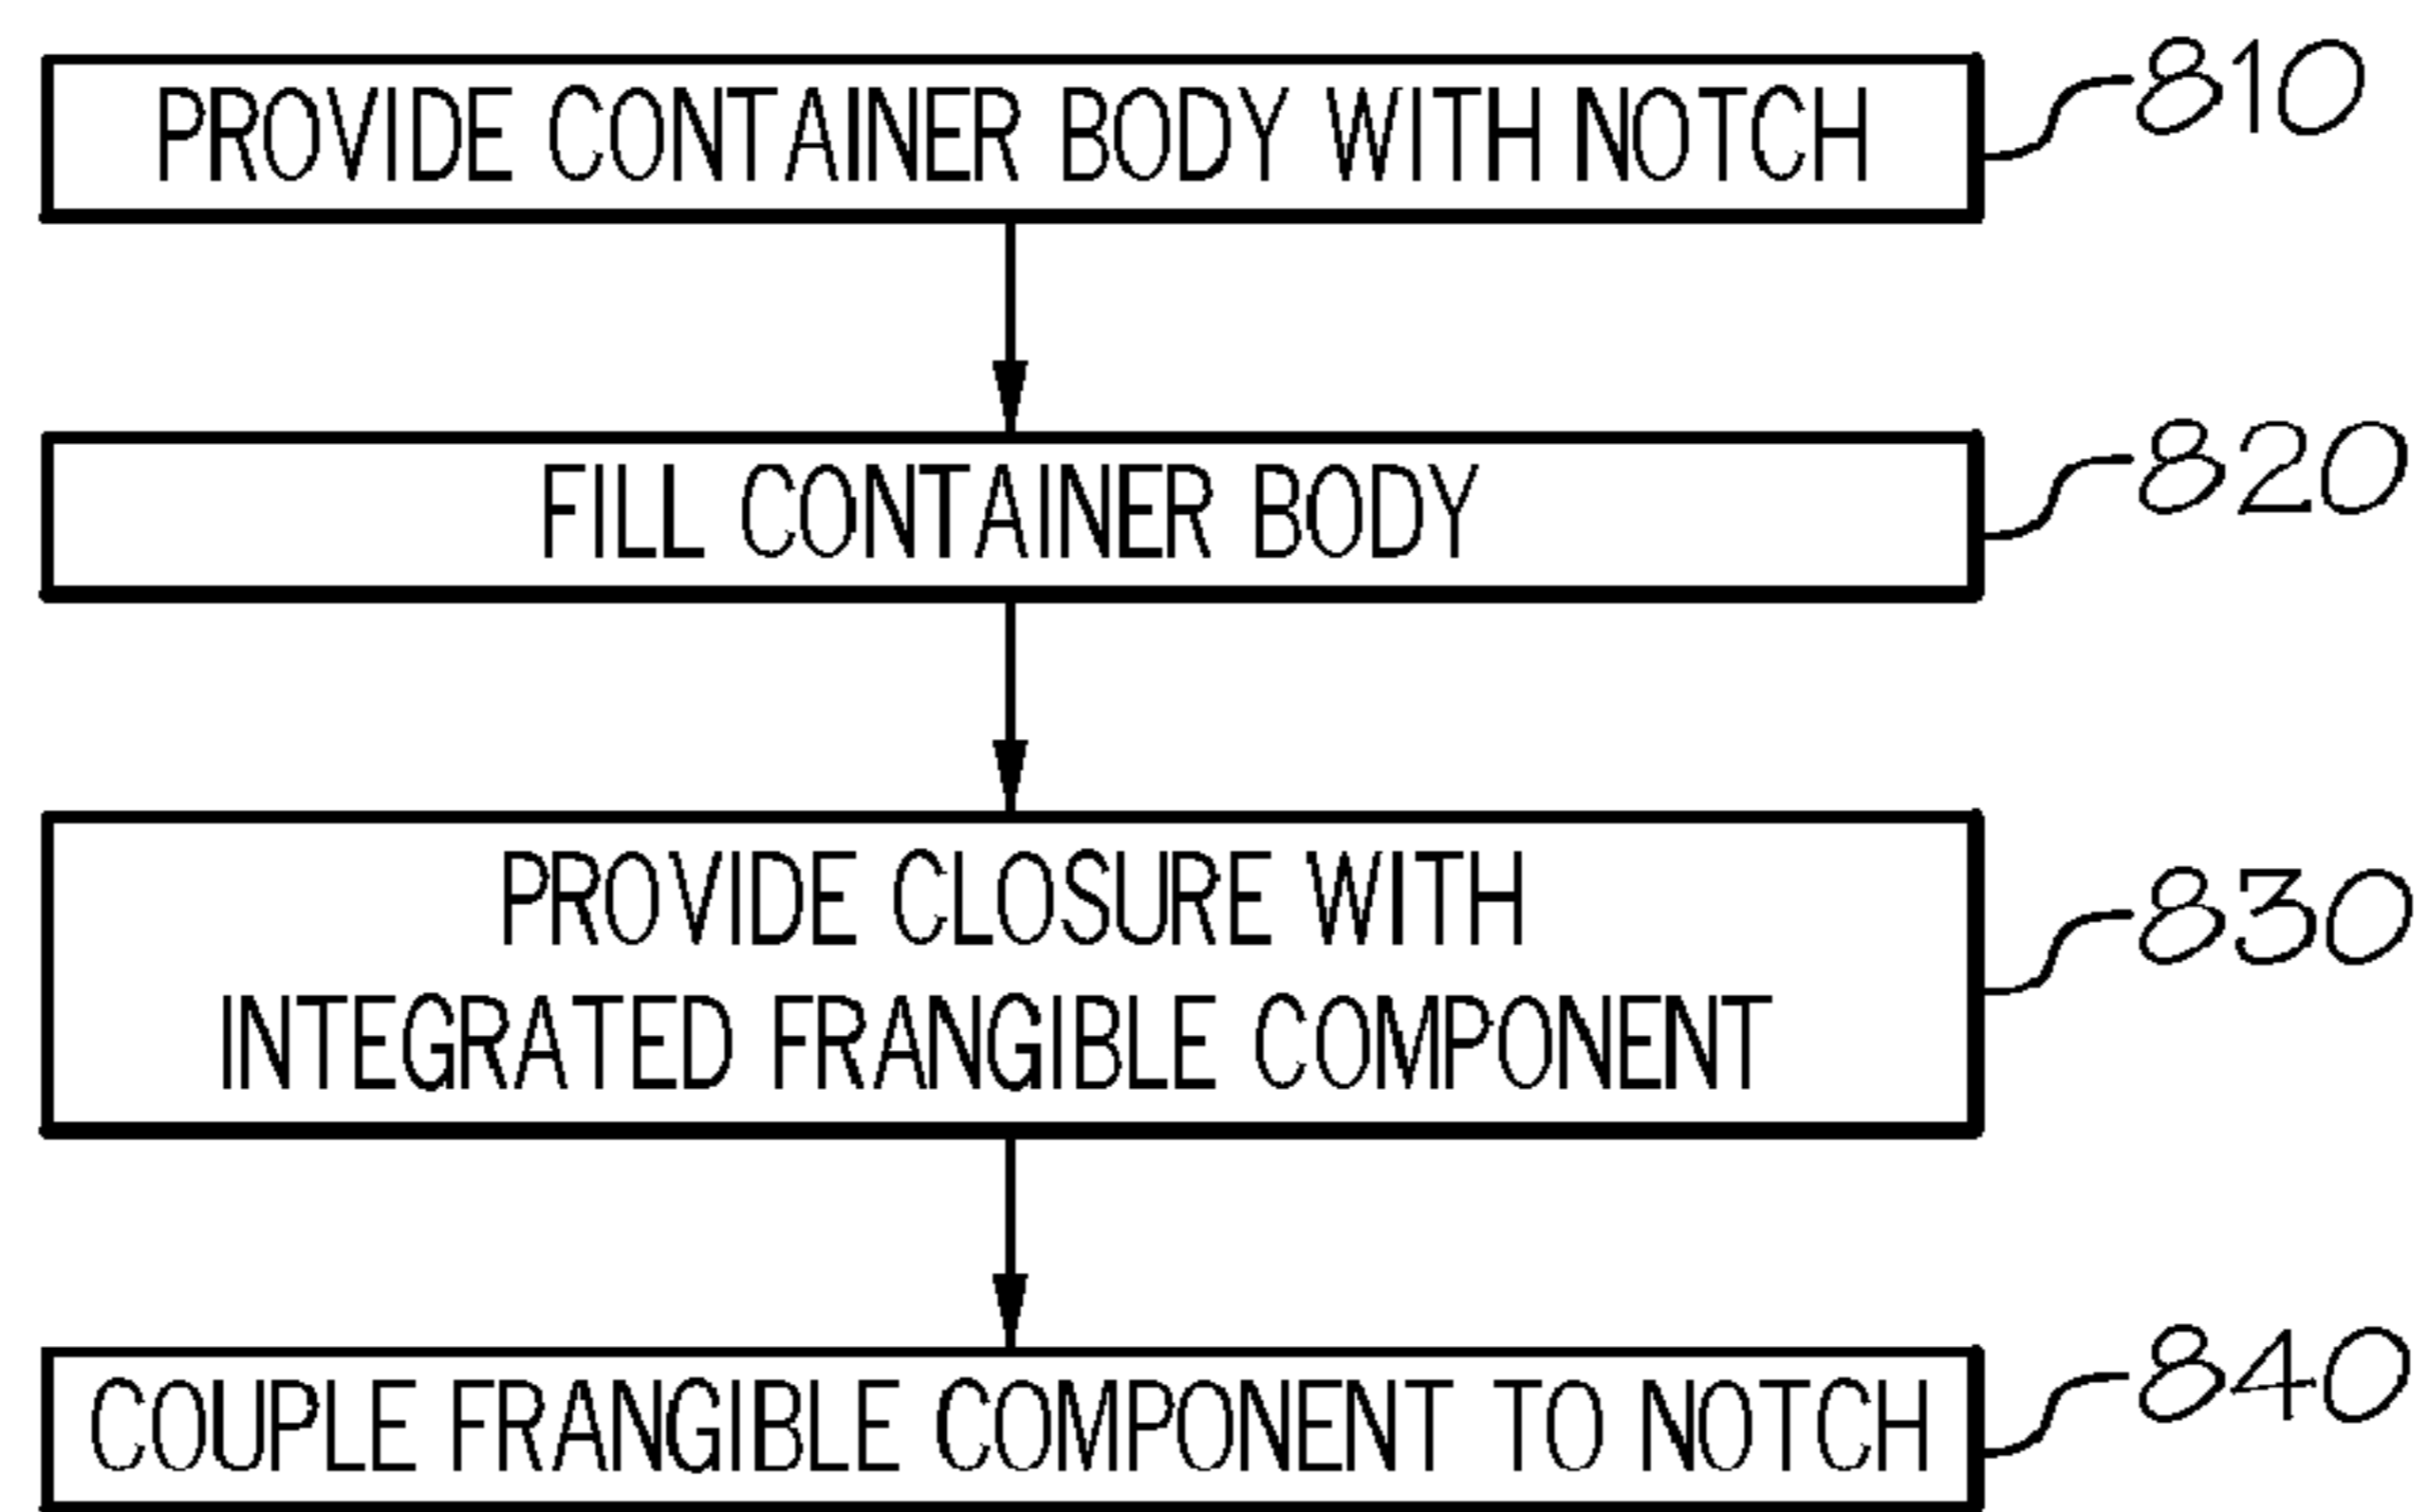 PROVIDE CONTAINER BODY WITH NOTCH
810
FILL CONTAINER BODY
820
PROVIDE CLOSURE WITH
INTEGRATED FRANGIBLE COMPONENT
830
COUPLE FRANGIBLE COMPONENT TO NOTCH
840